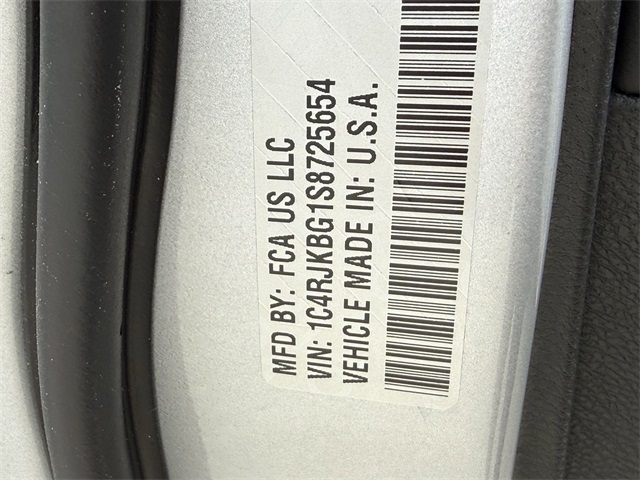 MFD BY: FCA US LLC
VIN: 1C4RJKBG1S8725654
VEHICLE MADE IN: U.S.A.